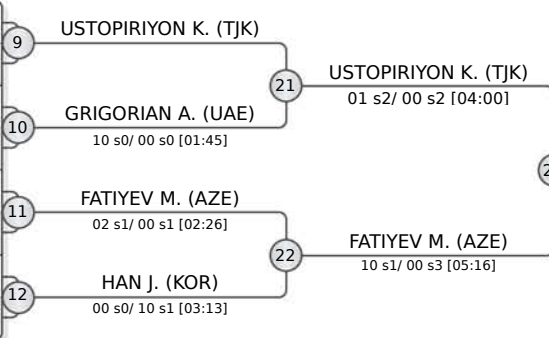 USTOPIRIYON K. (TJK)
9
21
USTOPIRIYON K. (TJK)
01 s2/ 00 s2 [04:00]
GRIGORIAN A. (UAE)
10
10 s0/ 00 s0 [01:45]
FATIYEV M. (AZE)
11
02 s1/ 00 s1 [02:26]
22
FATIYEV M. (AZE)
10 s1/ 00 s3 [05:16]
HAN J. (KOR)
12
00 s0/ 10 s1 [03:13]